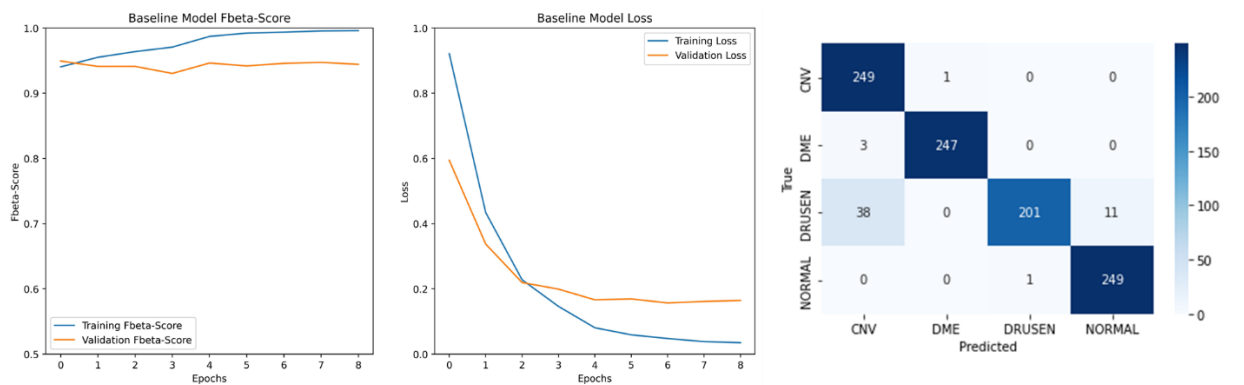 Baseline Model Fbeta-Score
1.0
0.9
0.8
0.7
0.6
0.5
Fbeta-Score
Training Fbeta-Score
Validation Fbeta-Score
0 1 2 3 4 5 6 7 8
Epochs
Baseline Model Loss
1.0
0.8
0.6
0.4
0.2
0.0
Loss
Training Loss
Validation Loss
0 1 2 3 4 5 6 7 8
Epochs
True
CNV 249 1 0 0
DME 3 247 0 0
DRUSEN 38 0 201 11
NORMAL 0 0 1 249
CNV DME DRUSEN NORMAL
Predicted
200
150
100
50
0